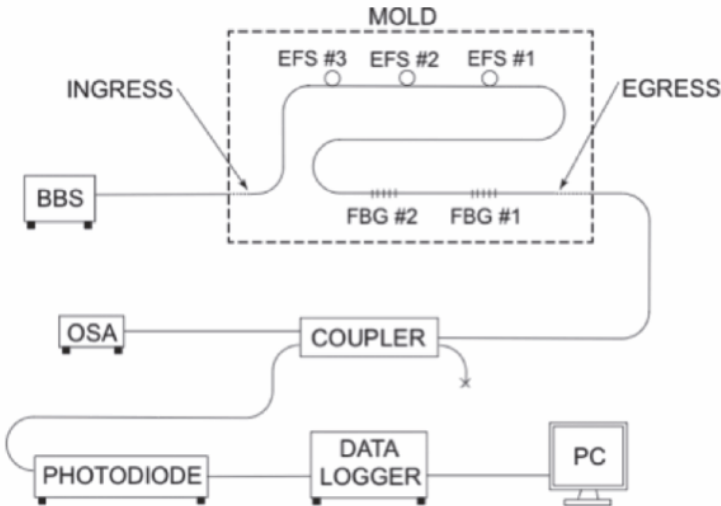 MOLD
EFS #3 EFS #2 EFS #1
INGRESS
EGRESS
BBS
FBG #2 FBG #1
OSA
COUPLER
PHOTODIODE
DATA
LOGGER
PC